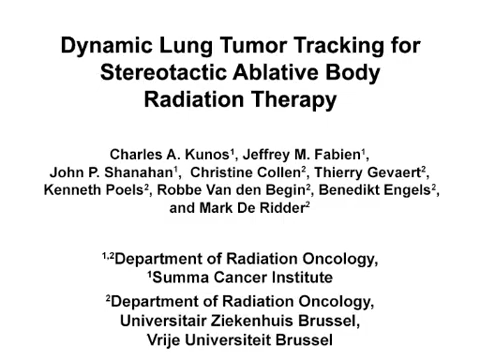 Dynamic Lung Tumor Tracking for
Stereotactic Ablative Body
Radiation Therapy
Charles A. Kunos¹, Jeffrey M. Fabien¹,
John P. Shanahan¹, Christine Collen², Thierry Gevaert²,
Kenneth Poels², Robbe Van den Begin², Benedikt Engels²,
and Mark De Ridder²
¹,²Department of Radiation Oncology,
¹Summa Cancer Institute
²Department of Radiation Oncology,
Universitair Ziekenhuis Brussel,
Vrije Universiteit Brussel